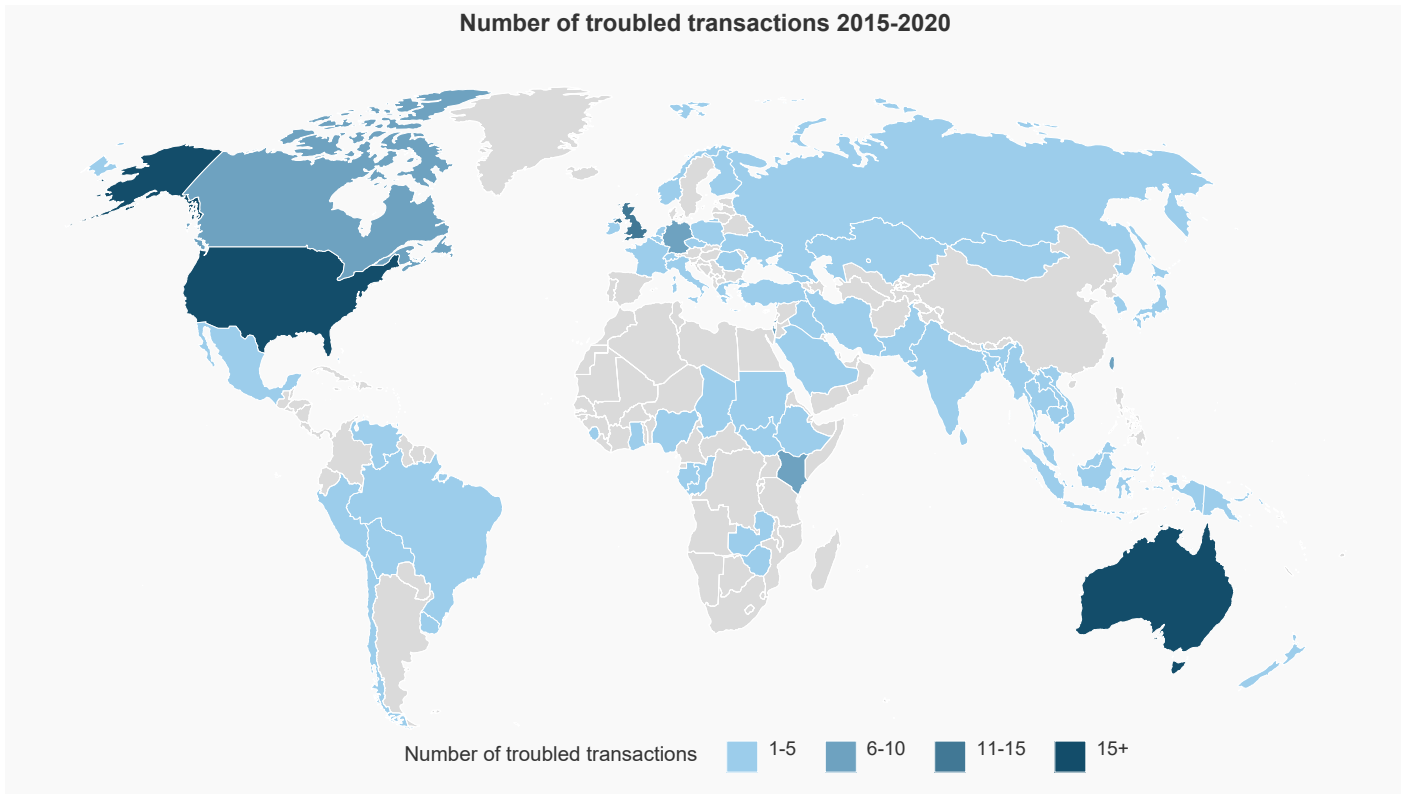 Number of troubled transactions 2015-2020
Number of troubled transactions 1-5 6-10 11-15 15+